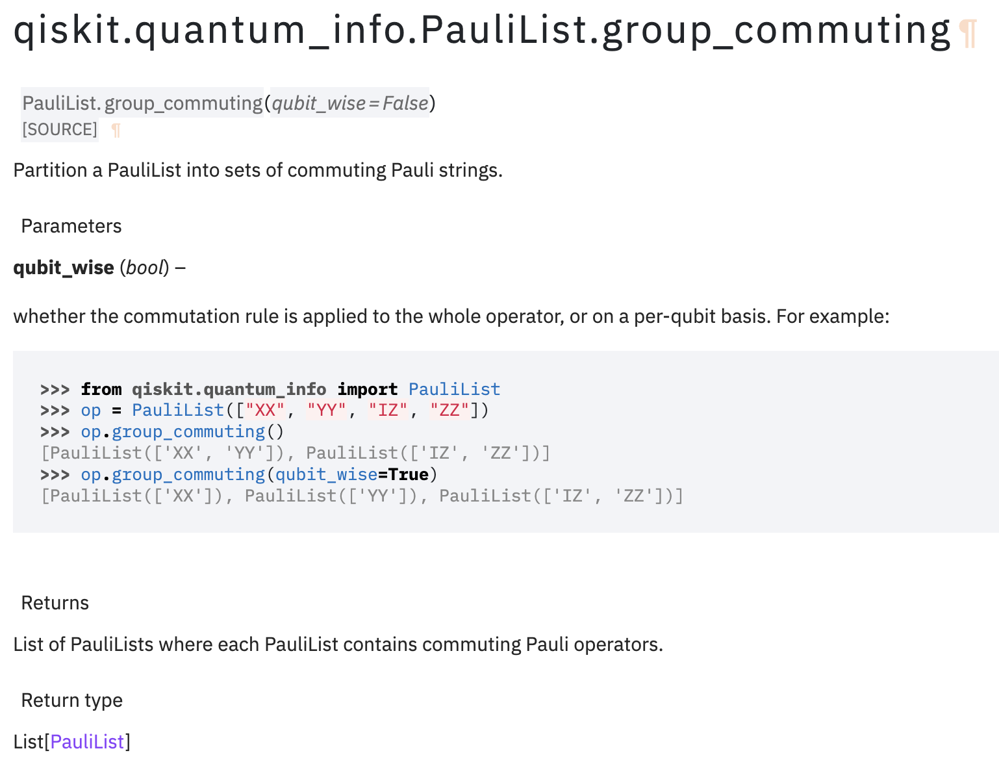 qiskit.quantum_info.PauliList.group_commuting¶
PauliList.group_commuting(qubit_wise=False)
[SOURCE] ¶
Partition a PauliList into sets of commuting Pauli strings.
Parameters
qubit_wise (bool) –
whether the commutation rule is applied to the whole operator, or on a per-qubit basis. For example:
>>> from qiskit.quantum_info import PauliList
>>> op = PauliList(["XX", "YY", "IZ", "ZZ"])
>>> op.group_commuting()
[PauliList(['XX', 'YY']), PauliList(['IZ', 'ZZ'])]
>>> op.group_commuting(qubit_wise=True)
[PauliList(['XX']), PauliList(['YY']), PauliList(['IZ', 'ZZ'])]
Returns
List of PauliLists where each PauliList contains commuting Pauli operators.
Return type
List[PauliList]